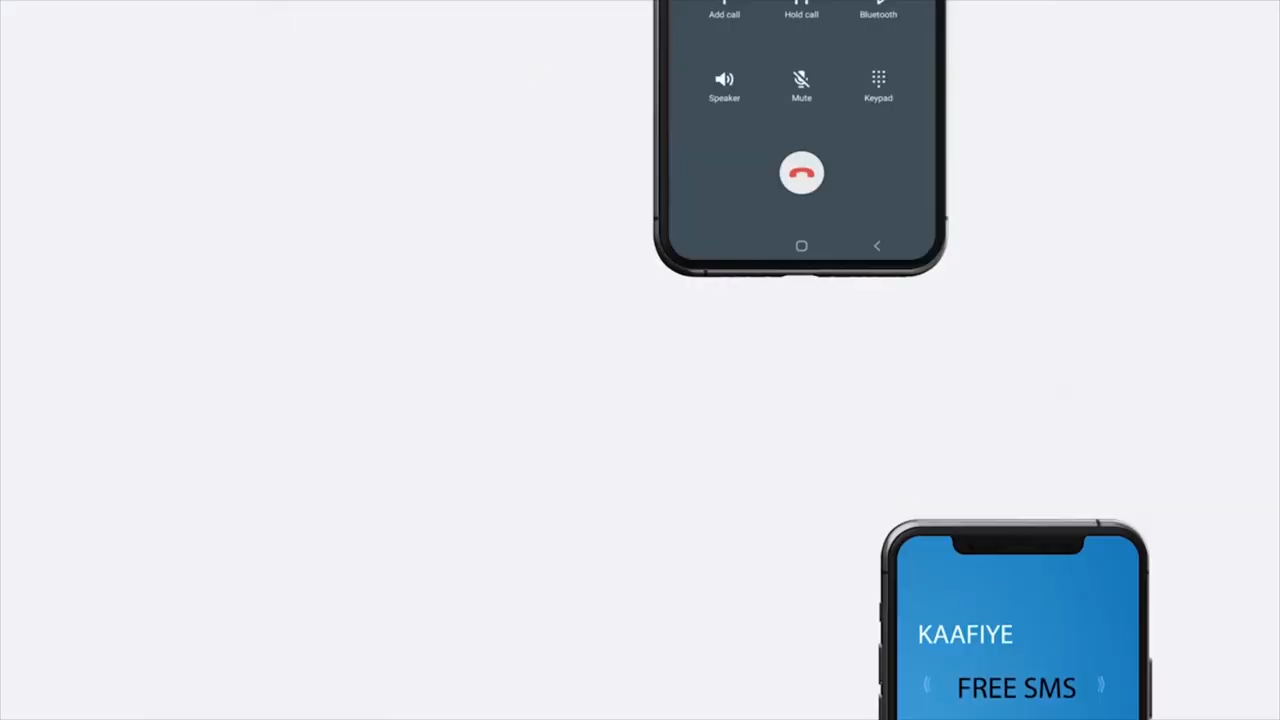 Add call Hold call Bluetooth
Speaker Mute Keypad
KAAFIYE
FREE SMS